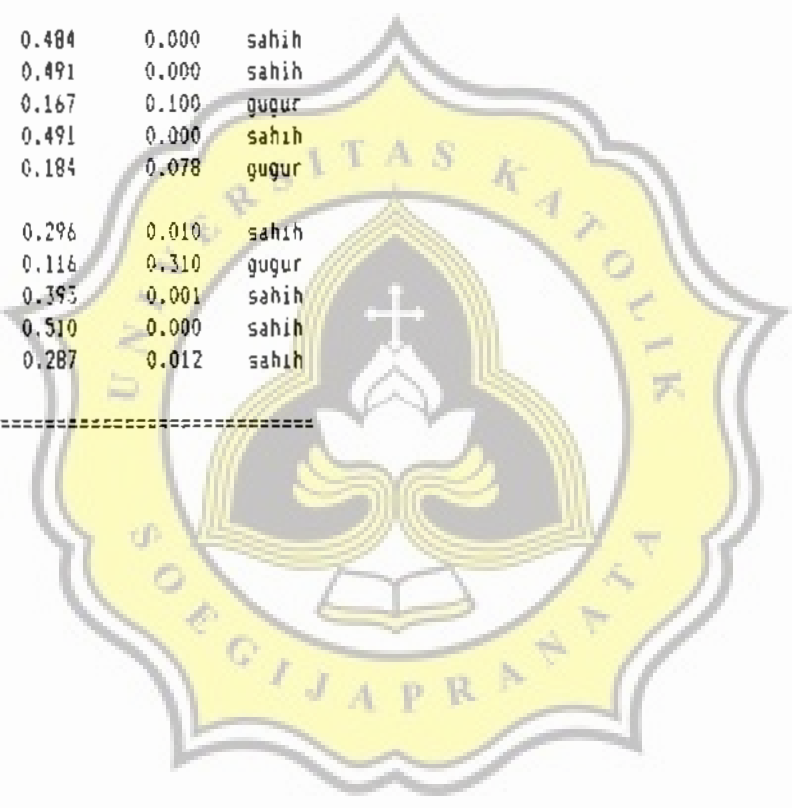 0.484 0.000 sahih
0.491 0.000 sahih
0.167 0.100 gugur
0.491 0.000 sahih
0.184 0.078 gugur
0.296 0.010 sahih
0.116 0.310 gugur
0.393 0.001 sahih
0.510 0.000 sahih
0.287 0.012 sahih
==========================
UNIVERSITAS KATOLIK
SOEGIJAPRANATA